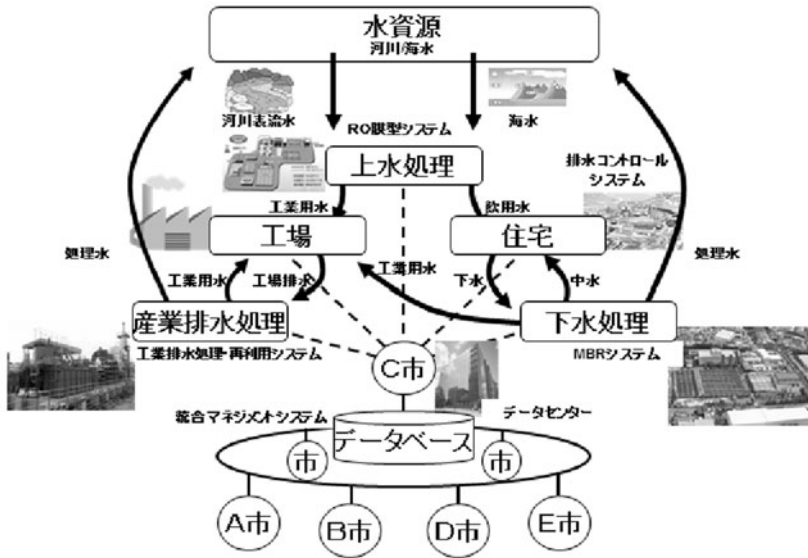 水資源
河川/海水
河川表流水
海水
RO膜型システム
上水処理
排水コントロール
システム
工業用水
飲用水
工場
住宅
処理水
工業用水
工場排水
工業用水
下水
中水
処理水
産業排水処理
下水処理
工業排水処理・再利用システム
MBRシステム
C市
統合マネジメントシステム
データセンター
データベース
市
市
A市
B市
D市
E市